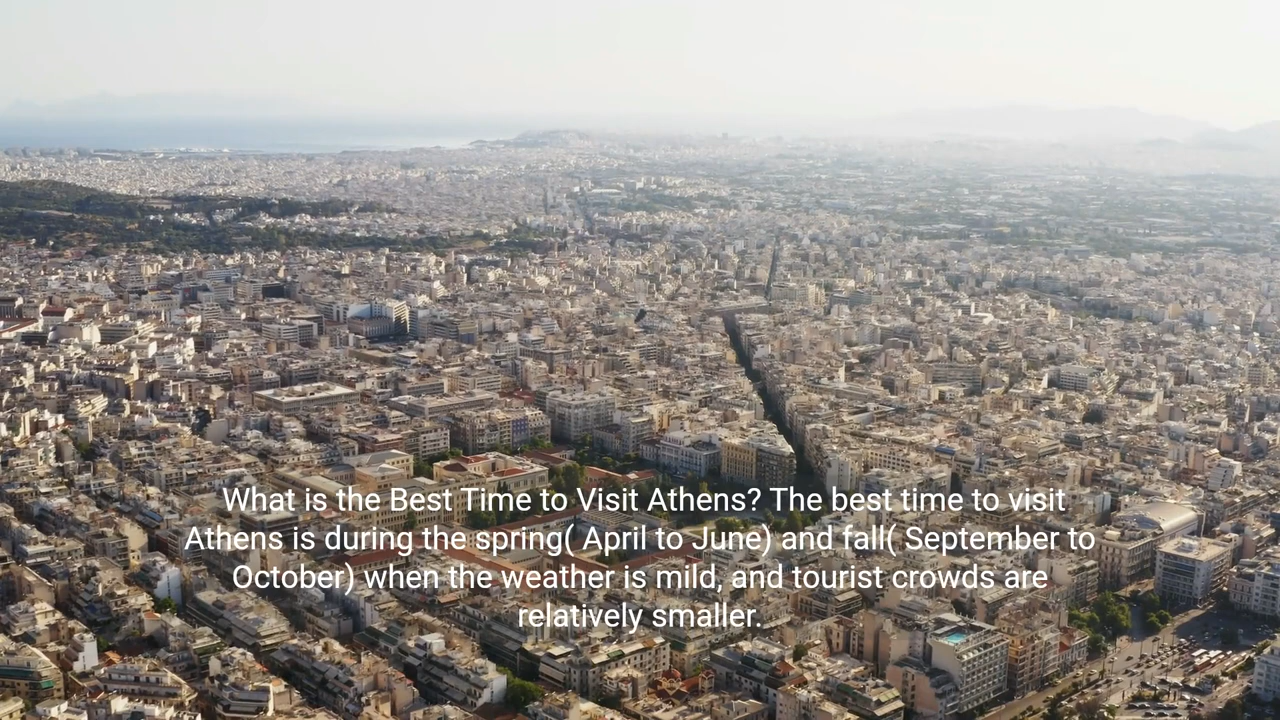 What is the Best Time to Visit Athens? The best time to visit
Athens is during the spring( April to June) and fall( September to
October) when the weather is mild, and tourist crowds are
relatively smaller.